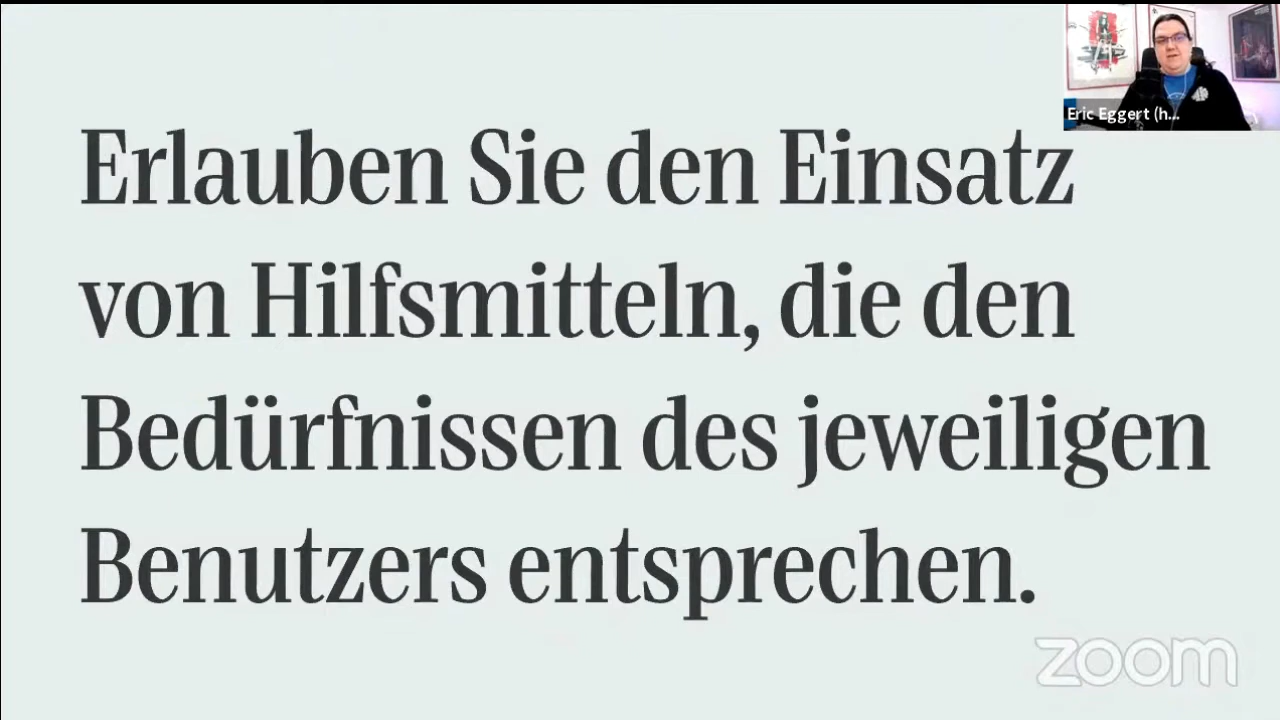 Erlauben Sie den Einsatz
von Hilfsmitteln, die den
Bedürfnissen des jeweiligen
Benutzers entsprechen.
Eric Eggert (h...
zoom